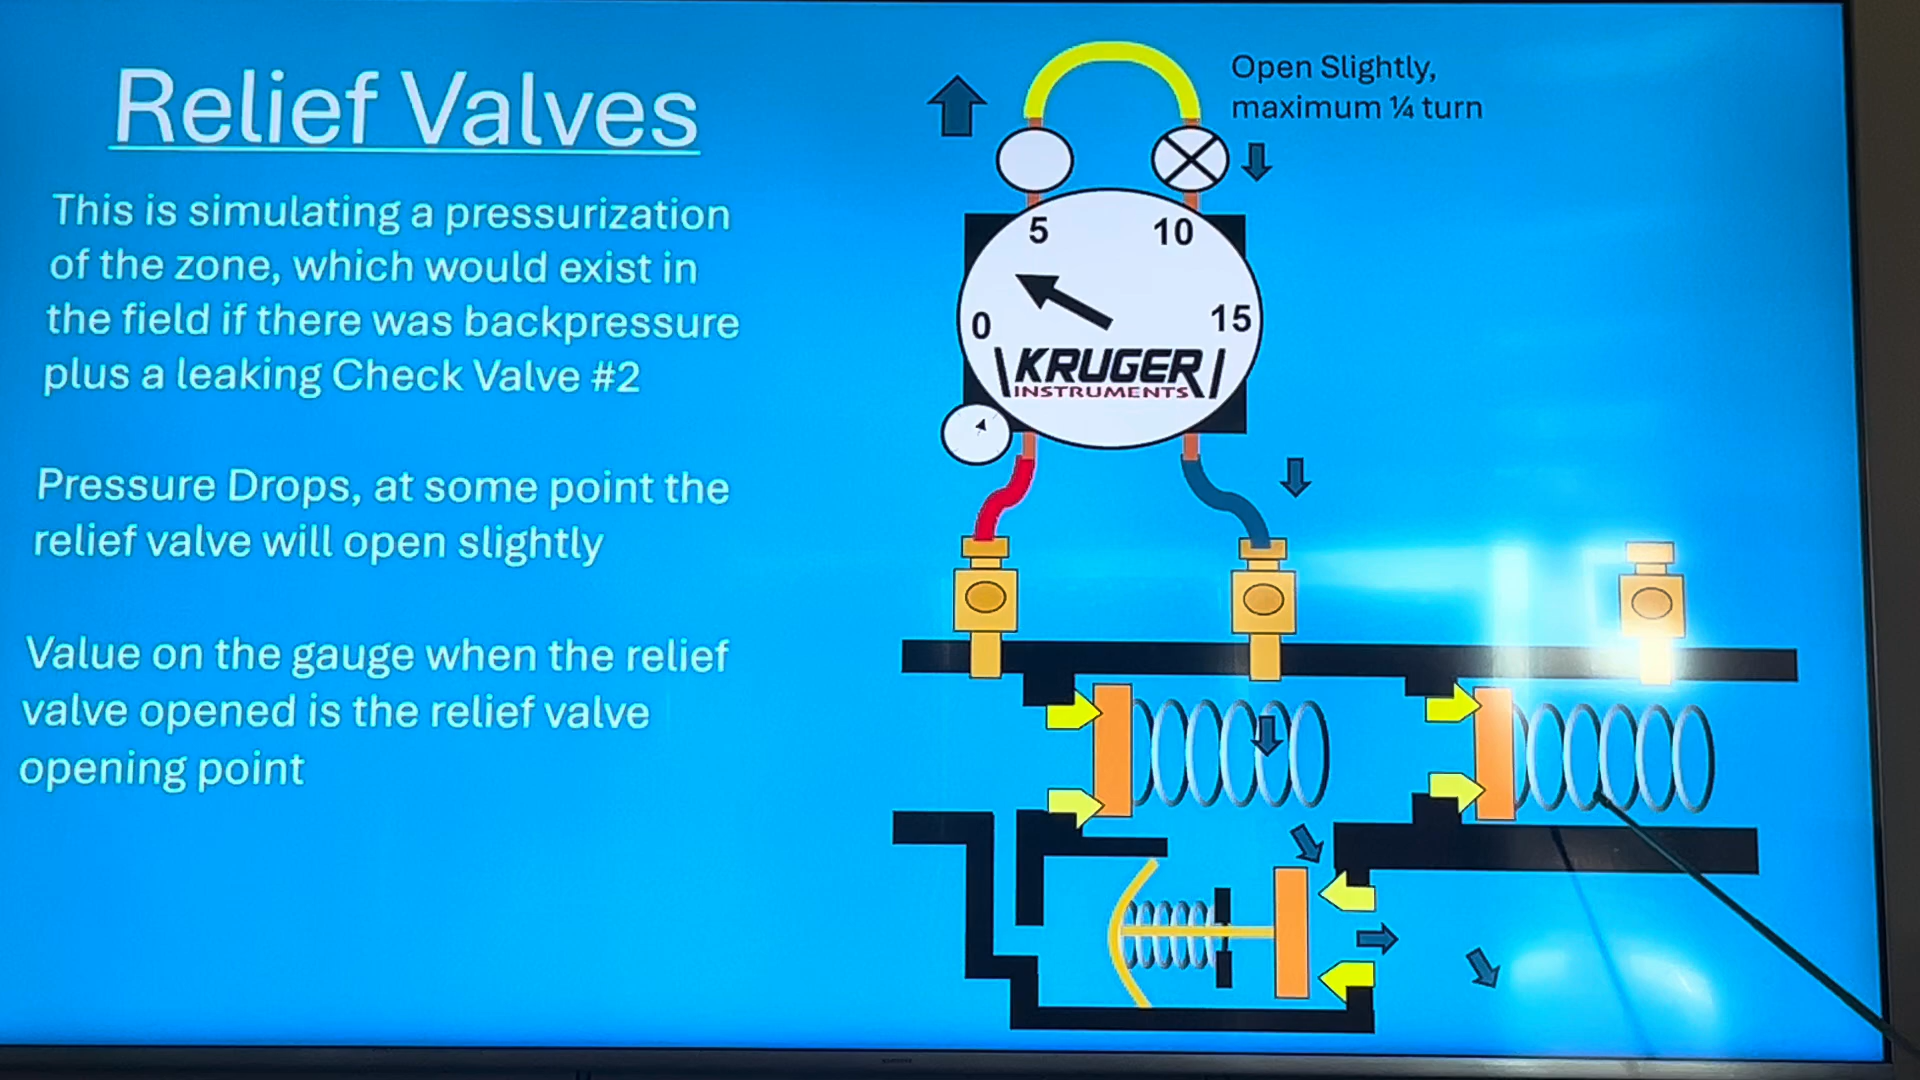 Relief Valves
This is simulating a pressurization
of the zone, which would exist in
the field if there was backpressure
plus a leaking Check Valve #2
Pressure Drops, at some point the
relief valve will open slightly
Value on the gauge when the relief
valve opened is the relief valve
opening point
Open Slightly,
maximum ¼ turn
5 10
0 15
KRUGER
INSTRUMENTS